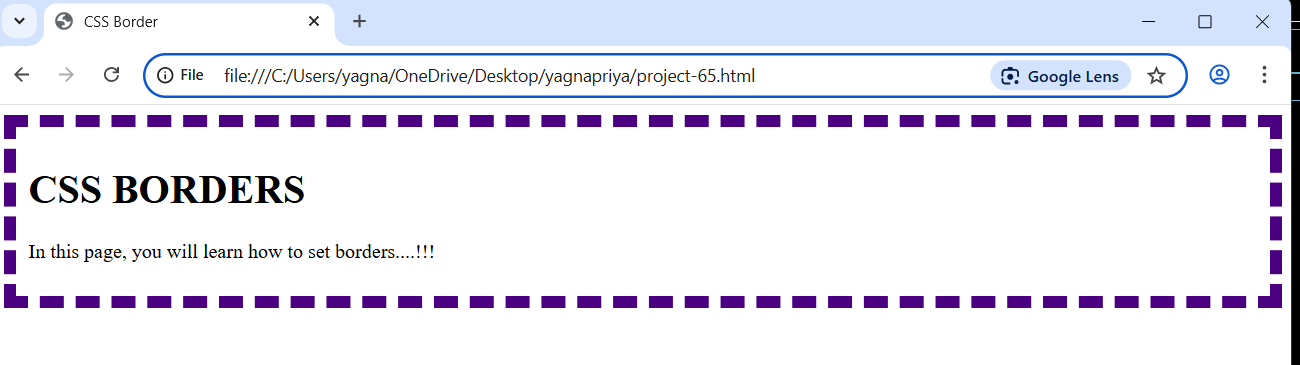 CSS Border
File file:///C:/Users/yagna/OneDrive/Desktop/yagnapriya/project-65.html Google Lens
CSS BORDERS
In this page, you will learn how to set borders....!!!